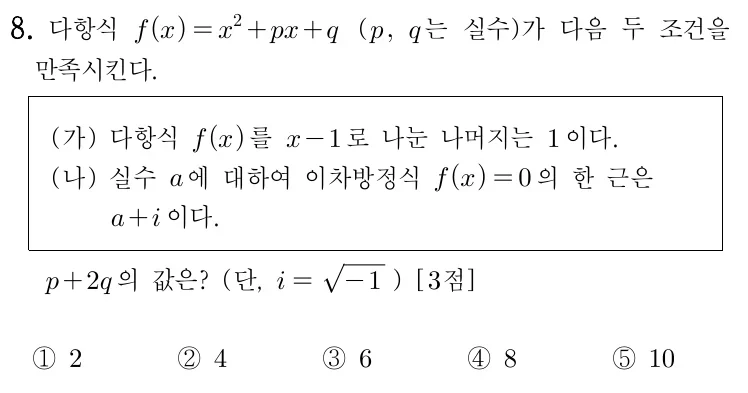 8. 다항식 f(x)=x²+px+q (p, q는 실수)가 다음 두 조건을
만족시킨다.
(가) 다항식 f(x)를 x−1로 나눈 나머지는 1이다.
(나) 실수 a에 대하여 이차방정식 f(x)=0의 한 근은
a+i이다.
p+2q의 값은? (단, i=√−1 ) [3점]
① 2 ② 4 ③ 6 ④ 8 ⑤ 10